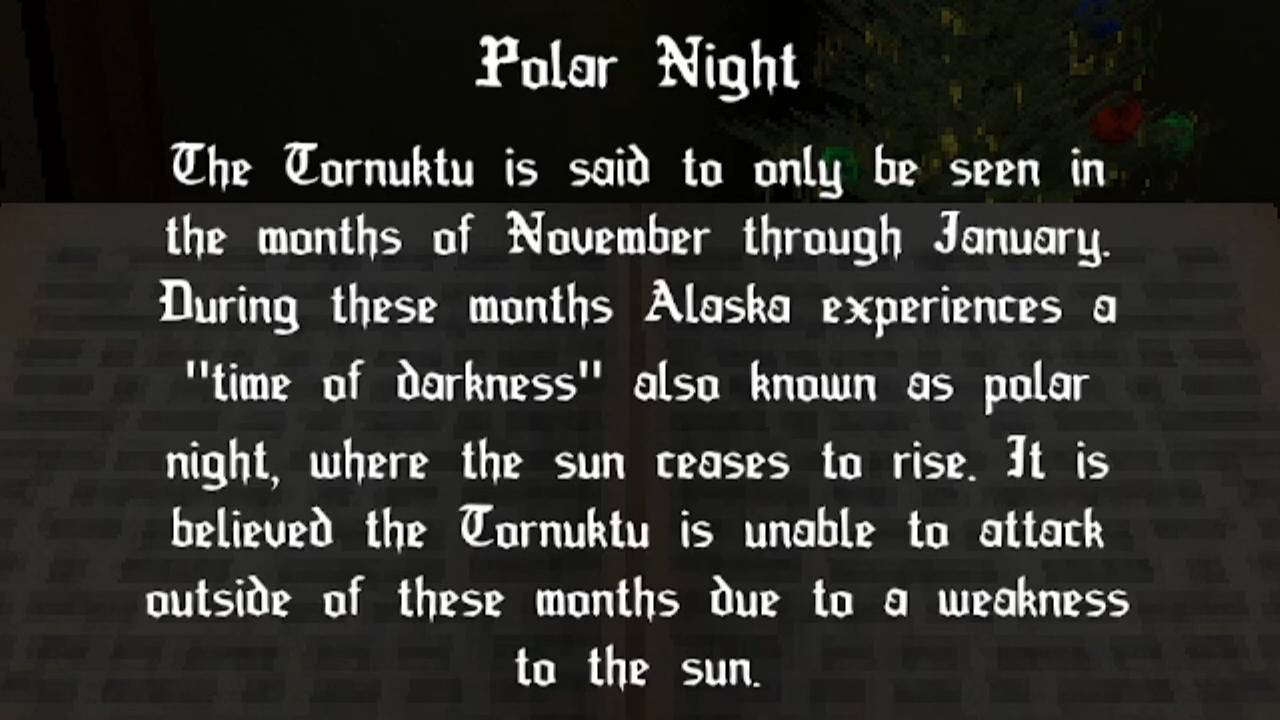 Polar Night
The Tornuktu is said to only be seen in
the months of November through January.
During these months Alaska experiences a
"time of darkness" also known as polar
night, where the sun ceases to rise. It is
believed the Tornuktu is unable to attack
outside of these months due to a weakness
to the sun.